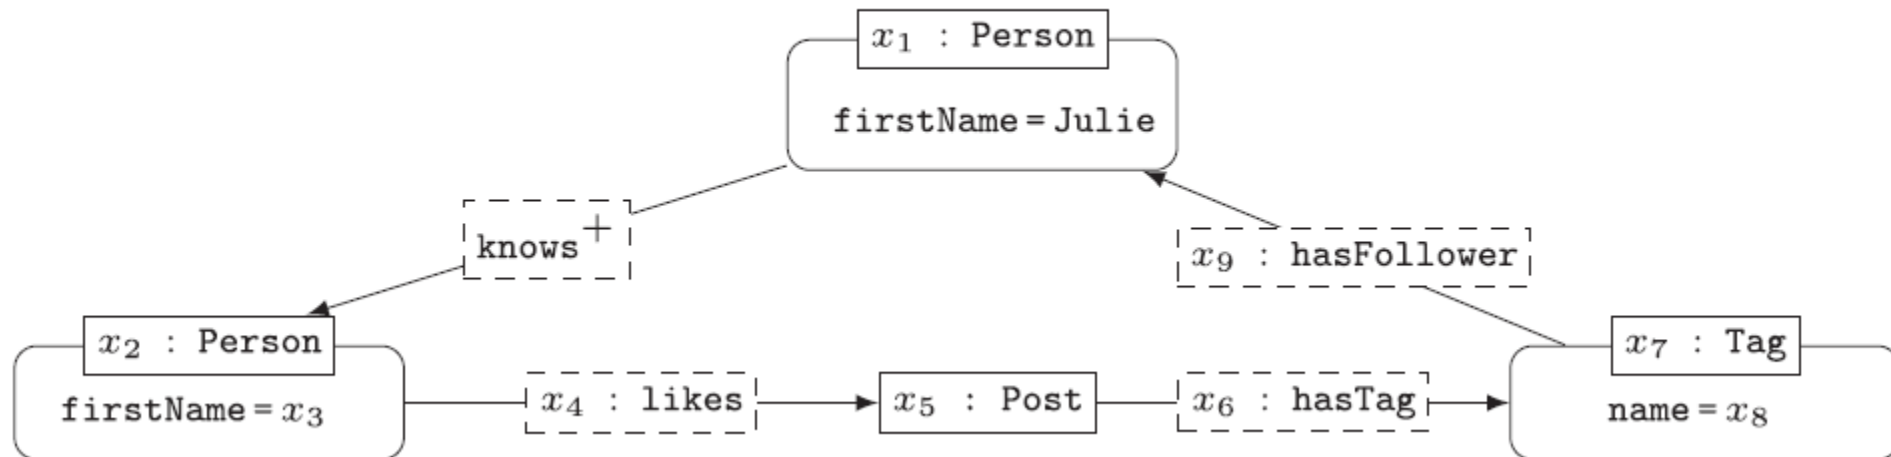 x₁ : Person
firstName = Julie
knows⁺
x₉ : hasFollower
x₂ : Person
firstName = x₃
x₄ : likes
x₅ : Post
x₆ : hasTag
x₇ : Tag
name = x₈